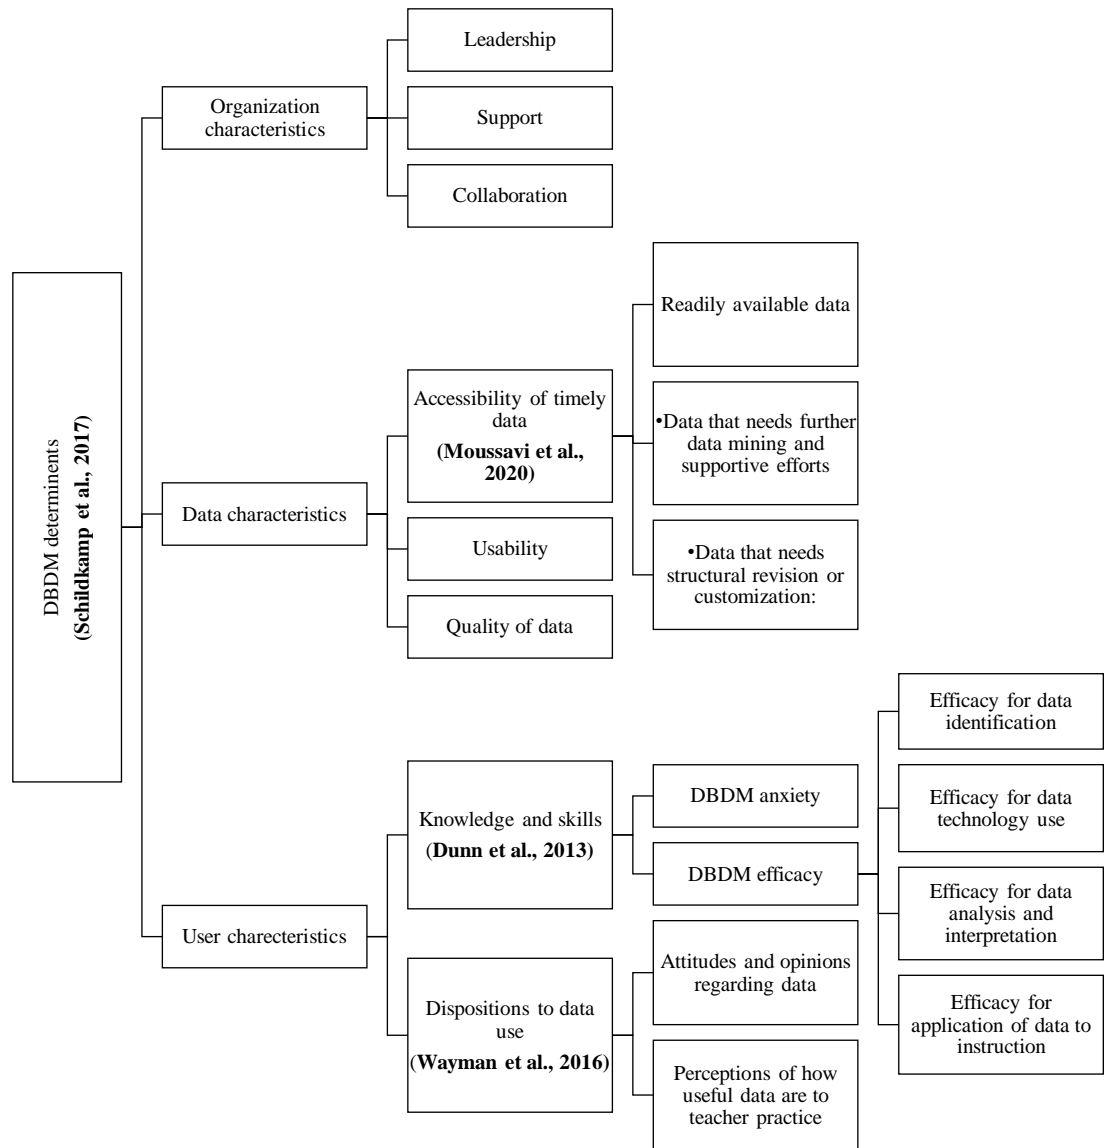 DBDM determinents
(Schildkamp et al., 2017)
Organization
characteristics
Leadership
Support
Collaboration
Data characteristics
Accessibility of timely
data
(Moussavi et al.,
2020)
Readily available data
•Data that needs further
data mining and
supportive efforts
•Data that needs
structural revision or
customization:
Usability
Quality of data
User charecteristics
Knowledge and skills
(Dunn et al., 2013)
DBDM anxiety
DBDM efficacy
Efficacy for data
identification
Efficacy for data
technology use
Efficacy for data
analysis and
interpretation
Efficacy for
application of data to
instruction
Dispositions to data
use
(Wayman et al., 2016)
Attitudes and opinions
regarding data
Perceptions of how
useful data are to
teacher practice